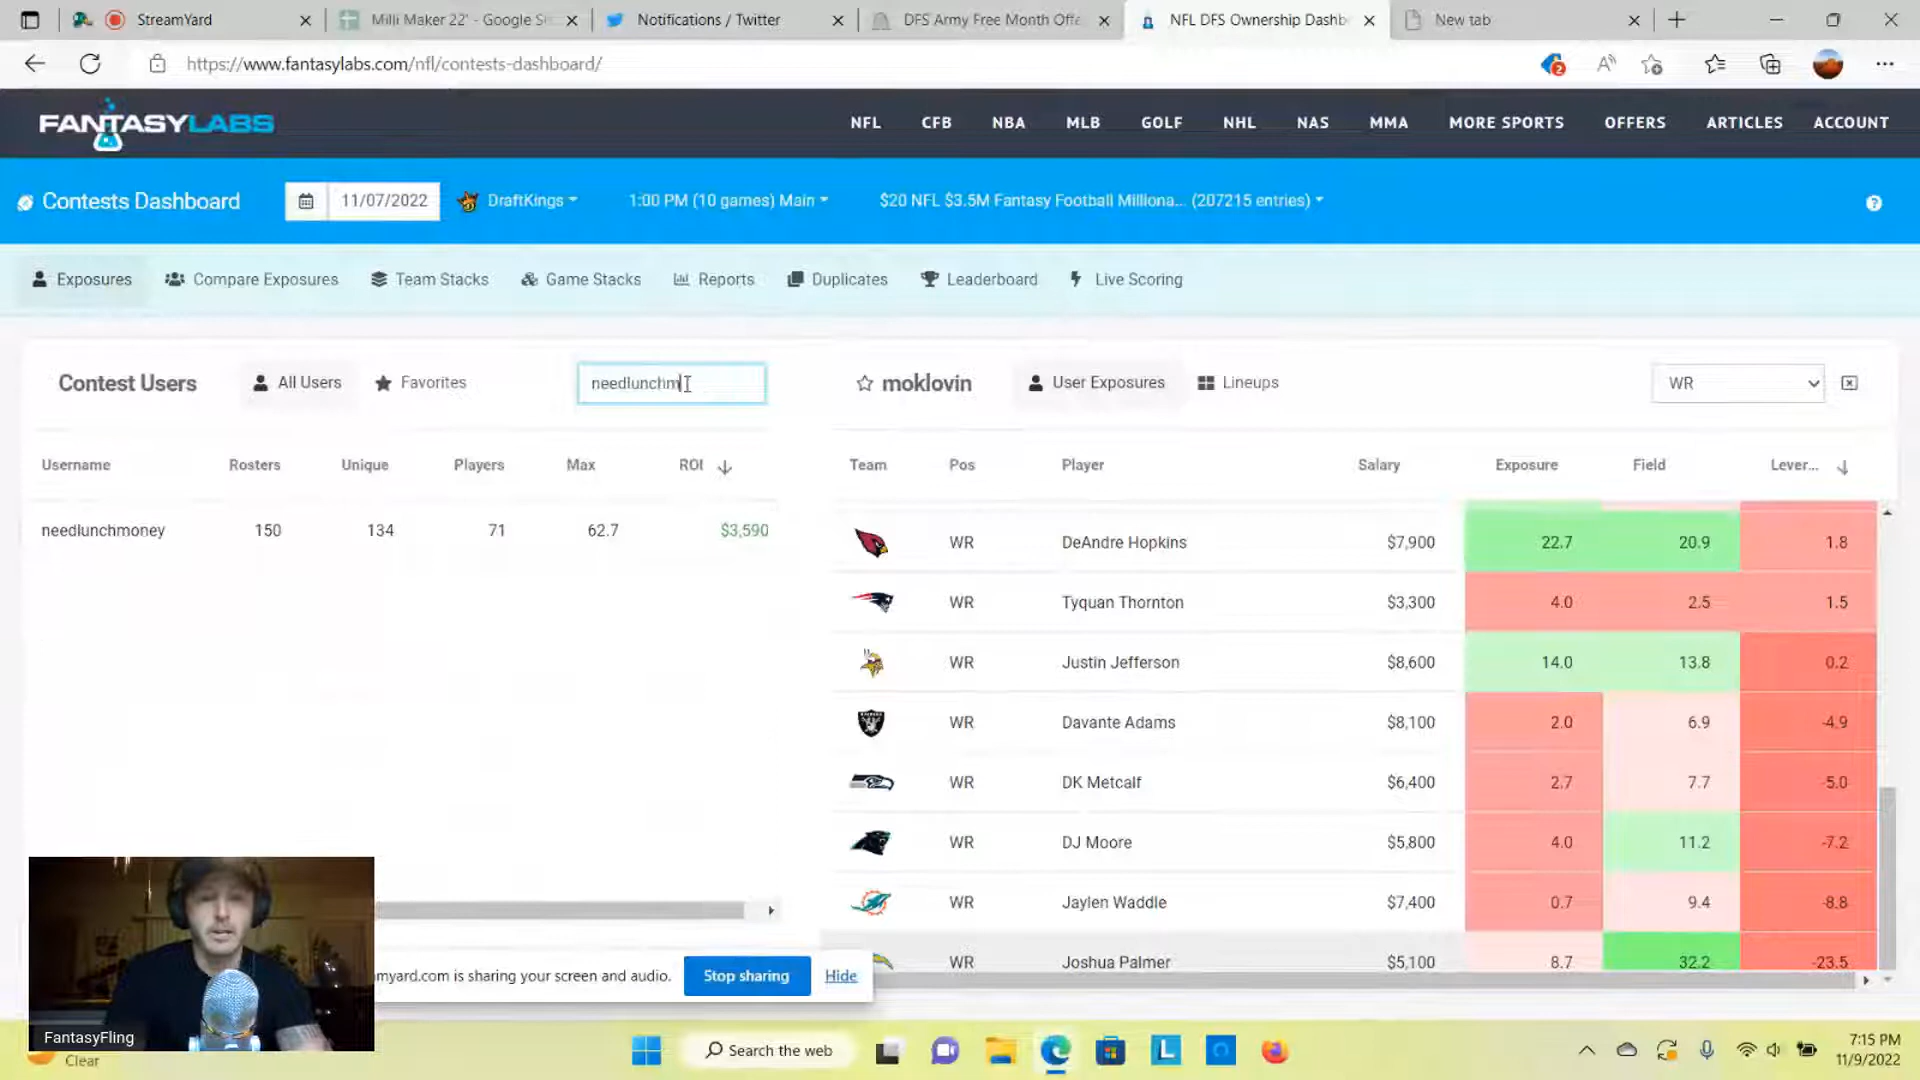 StreamYard
Milli Maker 22' - Google S
Notifications / Twitter
DFS Army Free Month Offe
NFL DFS Ownership Dashb
New tab
https://www.fantasylabs.com/nfl/contests-dashboard/
2
FANTASYLABS
NFL CFB NBA MLB GOLF NHL NAS MMA MORE SPORTS OFFERS ARTICLES ACCOUNT
Contests Dashboard 11/07/2022 DraftKings 1:00 PM (10 games) Main $20 NFL $3.5M Fantasy Football Milliona... (207215 entries)
Exposures Compare Exposures Team Stacks Game Stacks Reports Duplicates Leaderboard Live Scoring
Contest Users All Users Favorites needlunchm
Username Rosters Unique Players Max ROI
needlunchmoney 150 134 71 62.7 $3,590
moklovin User Exposures Lineups WR
Team Pos Player Salary Exposure Field Lever...
WR DeAndre Hopkins $7,900 22.7 20.9 1.8
WR Tyquan Thornton $3,300 4.0 2.5 1.5
WR Justin Jefferson $8,600 14.0 13.8 0.2
WR Davante Adams $8,100 2.0 6.9 -4.9
WR DK Metcalf $6,400 2.7 7.7 -5.0
WR DJ Moore $5,800 4.0 11.2 -7.2
WR Jaylen Waddle $7,400 0.7 9.4 -8.8
WR Joshua Palmer $5,100 8.7 32.2 -23.5
myard.com is sharing your screen and audio. Stop sharing Hide
FantasyFling
Clear
Search the web
7:15 PM
11/9/2022